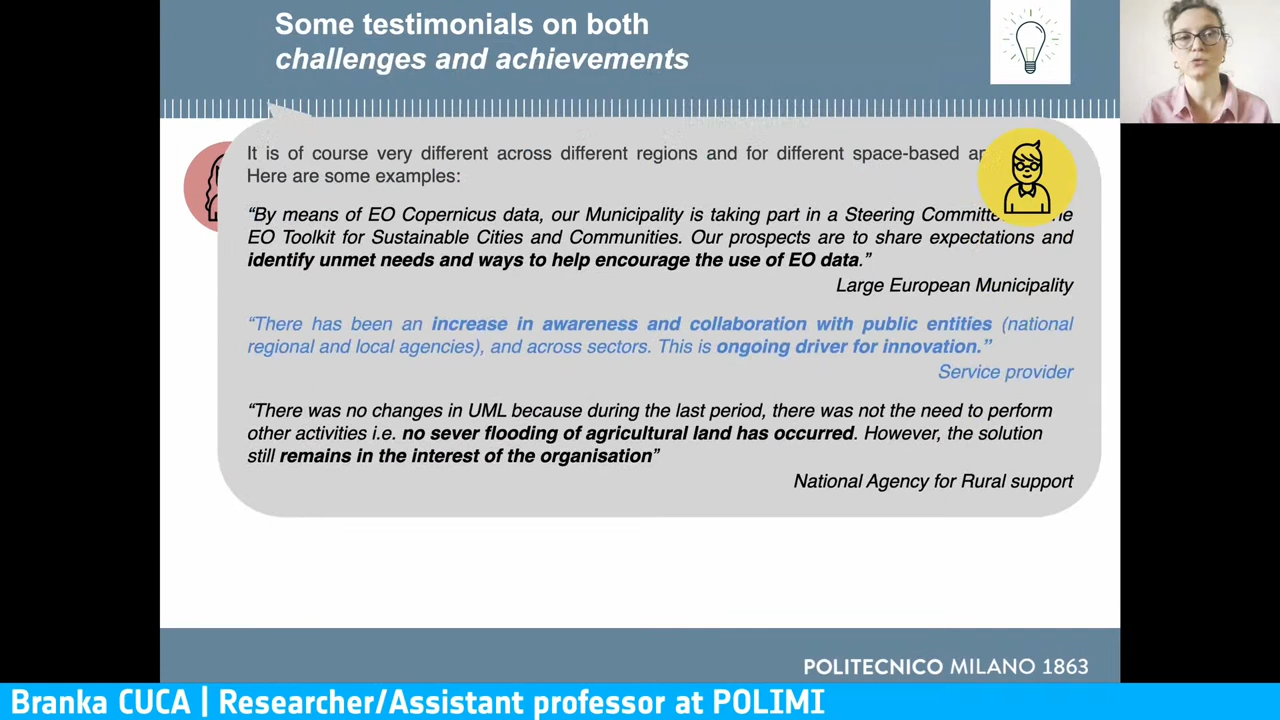 Some testimonials on both
challenges and achievements
It is of course very different across different regions and for different space-based
Here are some examples:
“By means of EO Copernicus data, our Municipality is taking part in a Steering
EO Toolkit for Sustainable Cities and Communities. Our prospects are to share expectations and
identify unmet needs and ways to help encourage the use of EO data.”
Large European Municipality
“There has been an increase in awareness and collaboration with public entities (national
regional and local agencies), and across sectors. This is ongoing driver for innovation.”
Service provider
“There was no changes in UML because during the last period, there was not the need to perform
other activities i.e. no sever flooding of agricultural land has occurred. However, the solution
still remains in the interest of the organisation”
National Agency for Rural support
POLITECNICO MILANO 1863
Branka CUCA | Researcher/Assistant professor at POLIMI